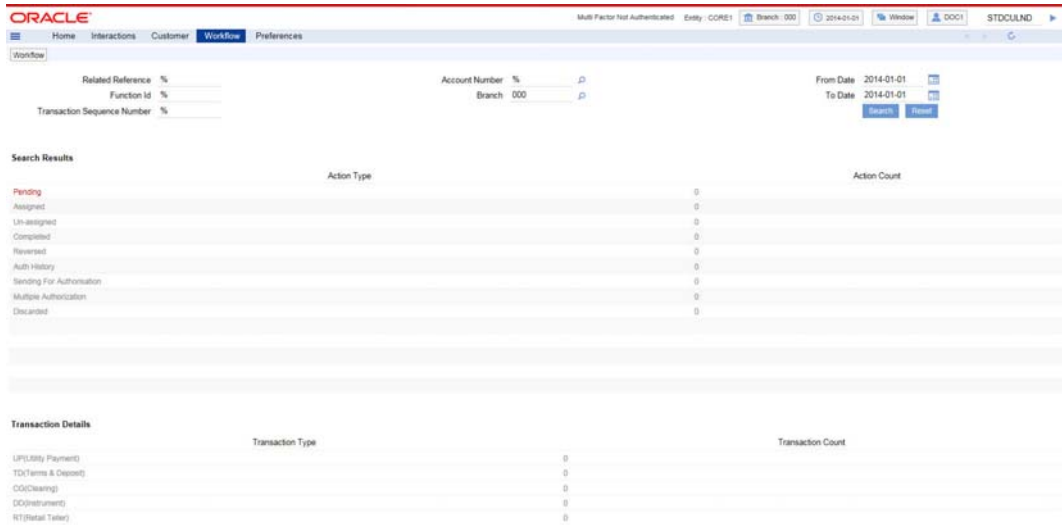 ORACLE
Multi Factor Not Authenticated Entity : CORE1 Branch : 000 2014-01-01 Window DOC1 STDCULND
Home Interactions Customer Workflow Preferences
Workflow
Related Reference % Account Number % From Date 2014-01-01
Function Id % Branch 000 To Date 2014-01-01
Transaction Sequence Number % Search Reset
Search Results
Action Type Action Count
Pending 0
Assigned 0
Un-assigned 0
Completed 0
Reversed 0
Auth History 0
Sending For Authorisation 0
Multiple Authorization 0
Discarded 0
Transaction Details
Transaction Type Transaction Count
UP(Utility Payment) 0
TD(Terms & Deposit) 0
CG(Clearing) 0
DD(Instrument) 0
RT(Retail Teller) 0